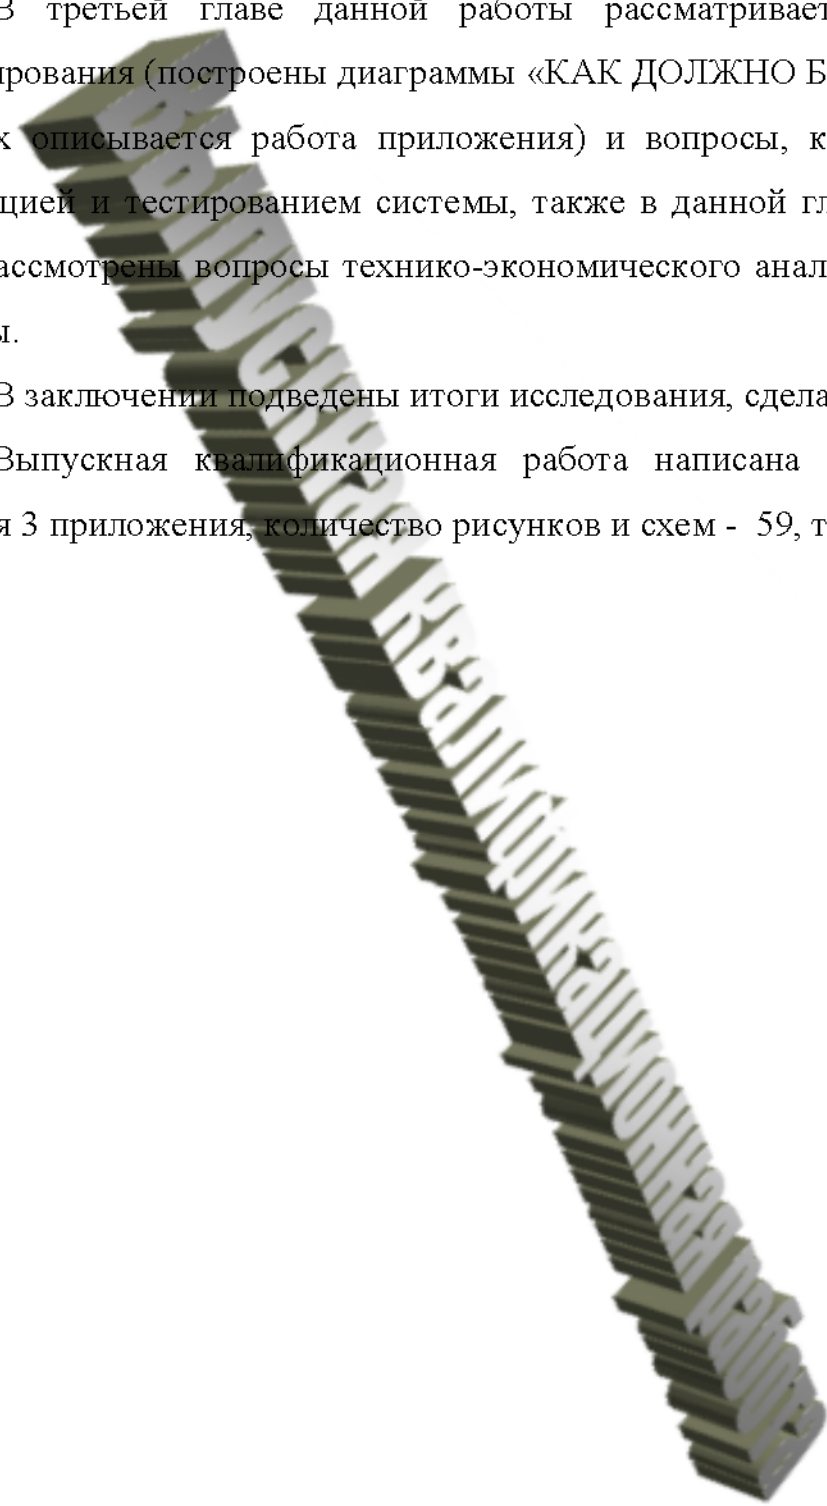 В третьей главе данной работы рассматривает
ирования (построены диаграммы «КАК ДОЛЖНО Б
х описывается работа приложения) и вопросы, к
цией и тестированием системы, также в данной гл
ассмотрены вопросы технико-экономического анал
ы.
В заключении подведены итоги исследования, сдела
Выпускная квалификационная работа написана
я 3 приложения, количество рисунков и схем - 59, т
Выпускная квалификационная работа